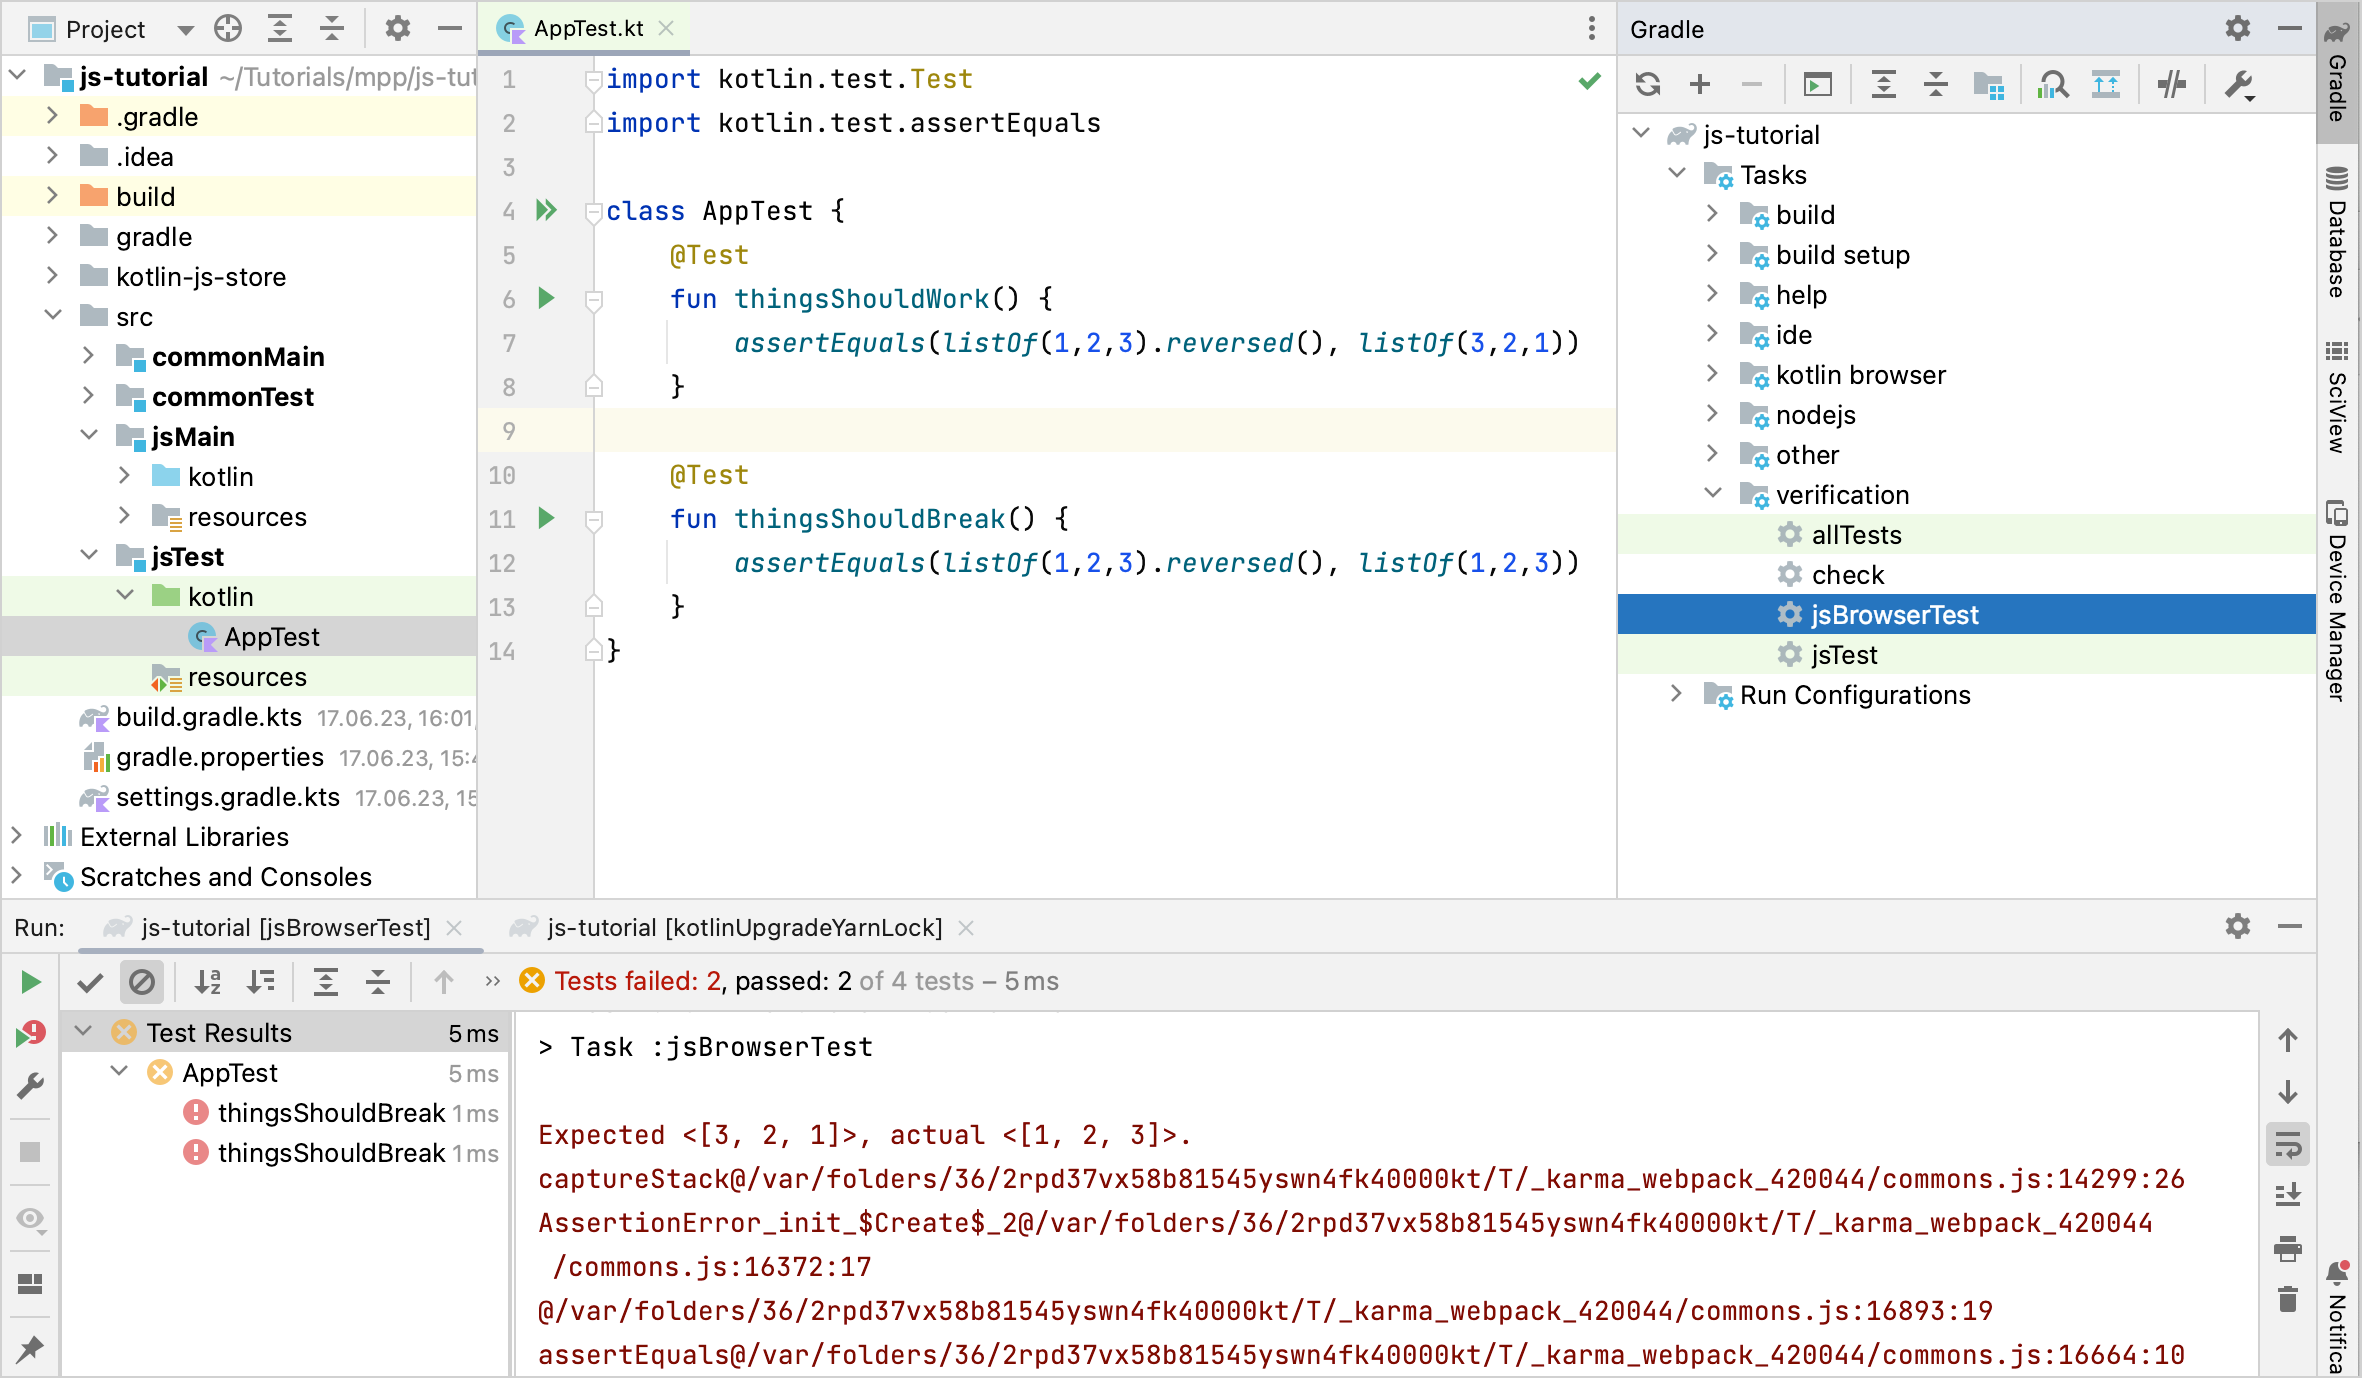 Project
js-tutorial ~/Tutorials/mpp/js-tut
.gradle
.idea
build
gradle
kotlin-js-store
src
commonMain
commonTest
jsMain
kotlin
resources
jsTest
kotlin
AppTest
resources
build.gradle.kts 17.06.23, 16:01,
gradle.properties 17.06.23, 15:4
settings.gradle.kts 17.06.23, 15
External Libraries
Scratches and Consoles
AppTest.kt
1 import kotlin.test.Test
2 import kotlin.test.assertEquals
3
4 class AppTest {
5 @Test
6 fun thingsShouldWork() {
7 assertEquals(listOf(1,2,3).reversed(), listOf(3,2,1))
8 }
9
10 @Test
11 fun thingsShouldBreak() {
12 assertEquals(listOf(1,2,3).reversed(), listOf(1,2,3))
13 }
14 }
Gradle
js-tutorial
Tasks
build
build setup
help
ide
kotlin browser
nodejs
other
verification
allTests
check
jsBrowserTest
jsTest
Run Configurations
Gradle
Database
SciView
Device Manager
Notifica
Run: js-tutorial [jsBrowserTest] js-tutorial [kotlinUpgradeYarnLock]
Tests failed: 2, passed: 2 of 4 tests – 5 ms
Test Results 5 ms
AppTest 5 ms
thingsShouldBreak 1 ms
thingsShouldBreak 1 ms
> Task :jsBrowserTest
Expected <[3, 2, 1]>, actual <[1, 2, 3]>.
captureStack@/var/folders/36/2rpd37vx58b81545yswn4fk40000kt/T/_karma_webpack_420044/commons.js:14299:26
AssertionError_init_$Create$_2@/var/folders/36/2rpd37vx58b81545yswn4fk40000kt/T/_karma_webpack_420044
/commons.js:16372:17
@/var/folders/36/2rpd37vx58b81545yswn4fk40000kt/T/_karma_webpack_420044/commons.js:16893:19
assertEquals@/var/folders/36/2rpd37vx58b81545yswn4fk40000kt/T/_karma_webpack_420044/commons.js:16664:10